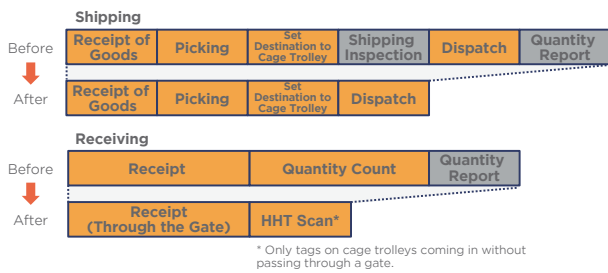 Shipping
Before
Receipt of
Goods
Picking
Set
Destination to
Cage Trolley
Shipping
Inspection
Dispatch
Quantity
Report
After
Receipt of
Goods
Picking
Set
Destination to
Cage Trolley
Dispatch
Receiving
Before
Receipt
Quantity Count
Quantity
Report
After
Receipt
(Through the Gate)
HHT Scan*
* Only tags on cage trolleys coming in without
passing through a gate.